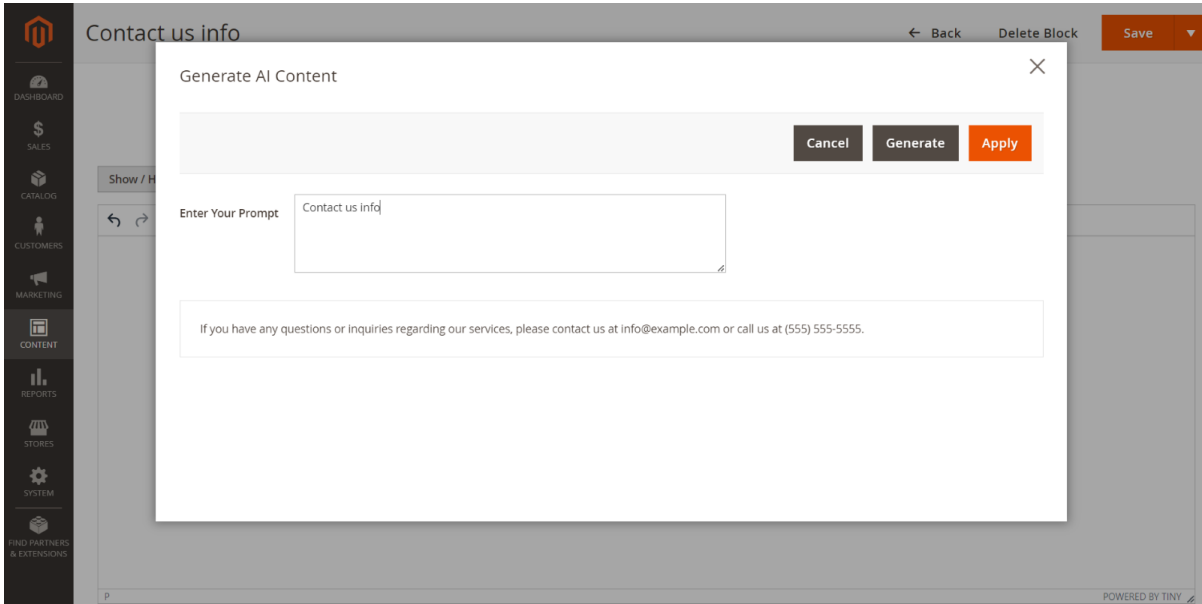 Contact us info
Back
Delete Block
Save
DASHBOARD
SALES
CATALOG
CUSTOMERS
MARKETING
CONTENT
REPORTS
STORES
SYSTEM
FIND PARTNERS
& EXTENSIONS
Show / H
Generate AI Content
Cancel
Generate
Apply
Enter Your Prompt
Contact us info
If you have any questions or inquiries regarding our services, please contact us at info@example.com or call us at (555) 555-5555.
P
POWERED BY TINY